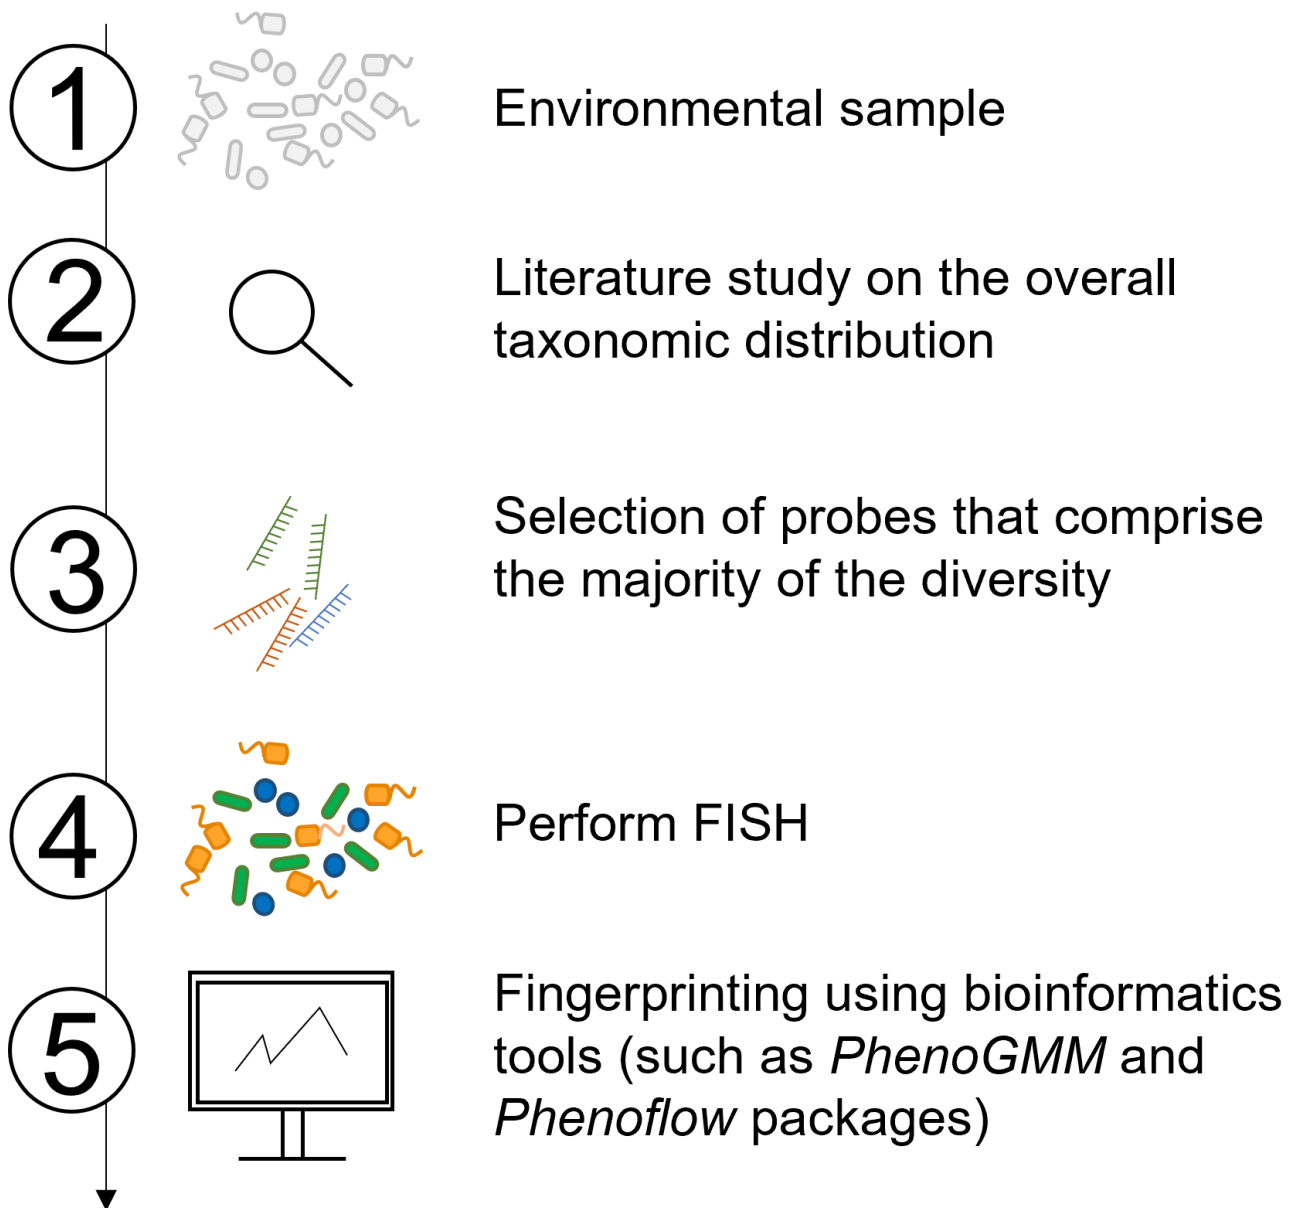 1
Environmental sample
2
Literature study on the overall
taxonomic distribution
3
Selection of probes that comprise
the majority of the diversity
4
Perform FISH
5
Fingerprinting using bioinformatics
tools (such as PhenoGMM and
Phenoflow packages)